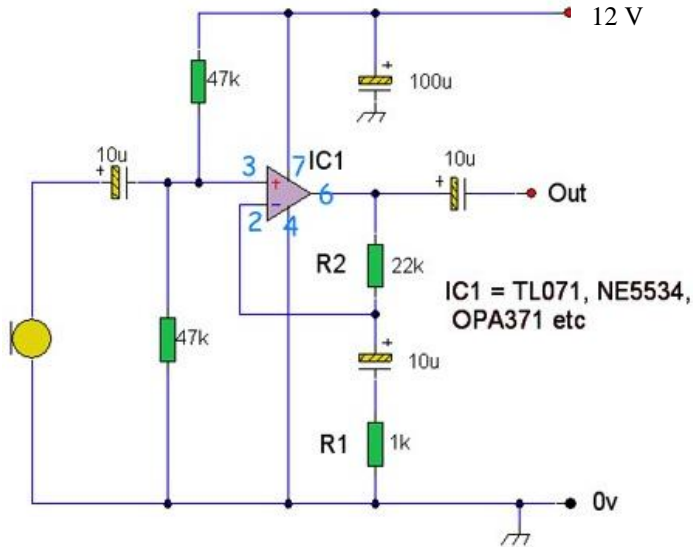 12 V
47k
+
100u
10u
+
3
7
IC1
+
-
2
4
6
10u
+
Out
R2
22k
IC1 = TL071, NE5534,
OPA371 etc
47k
+
10u
R1
1k
0v